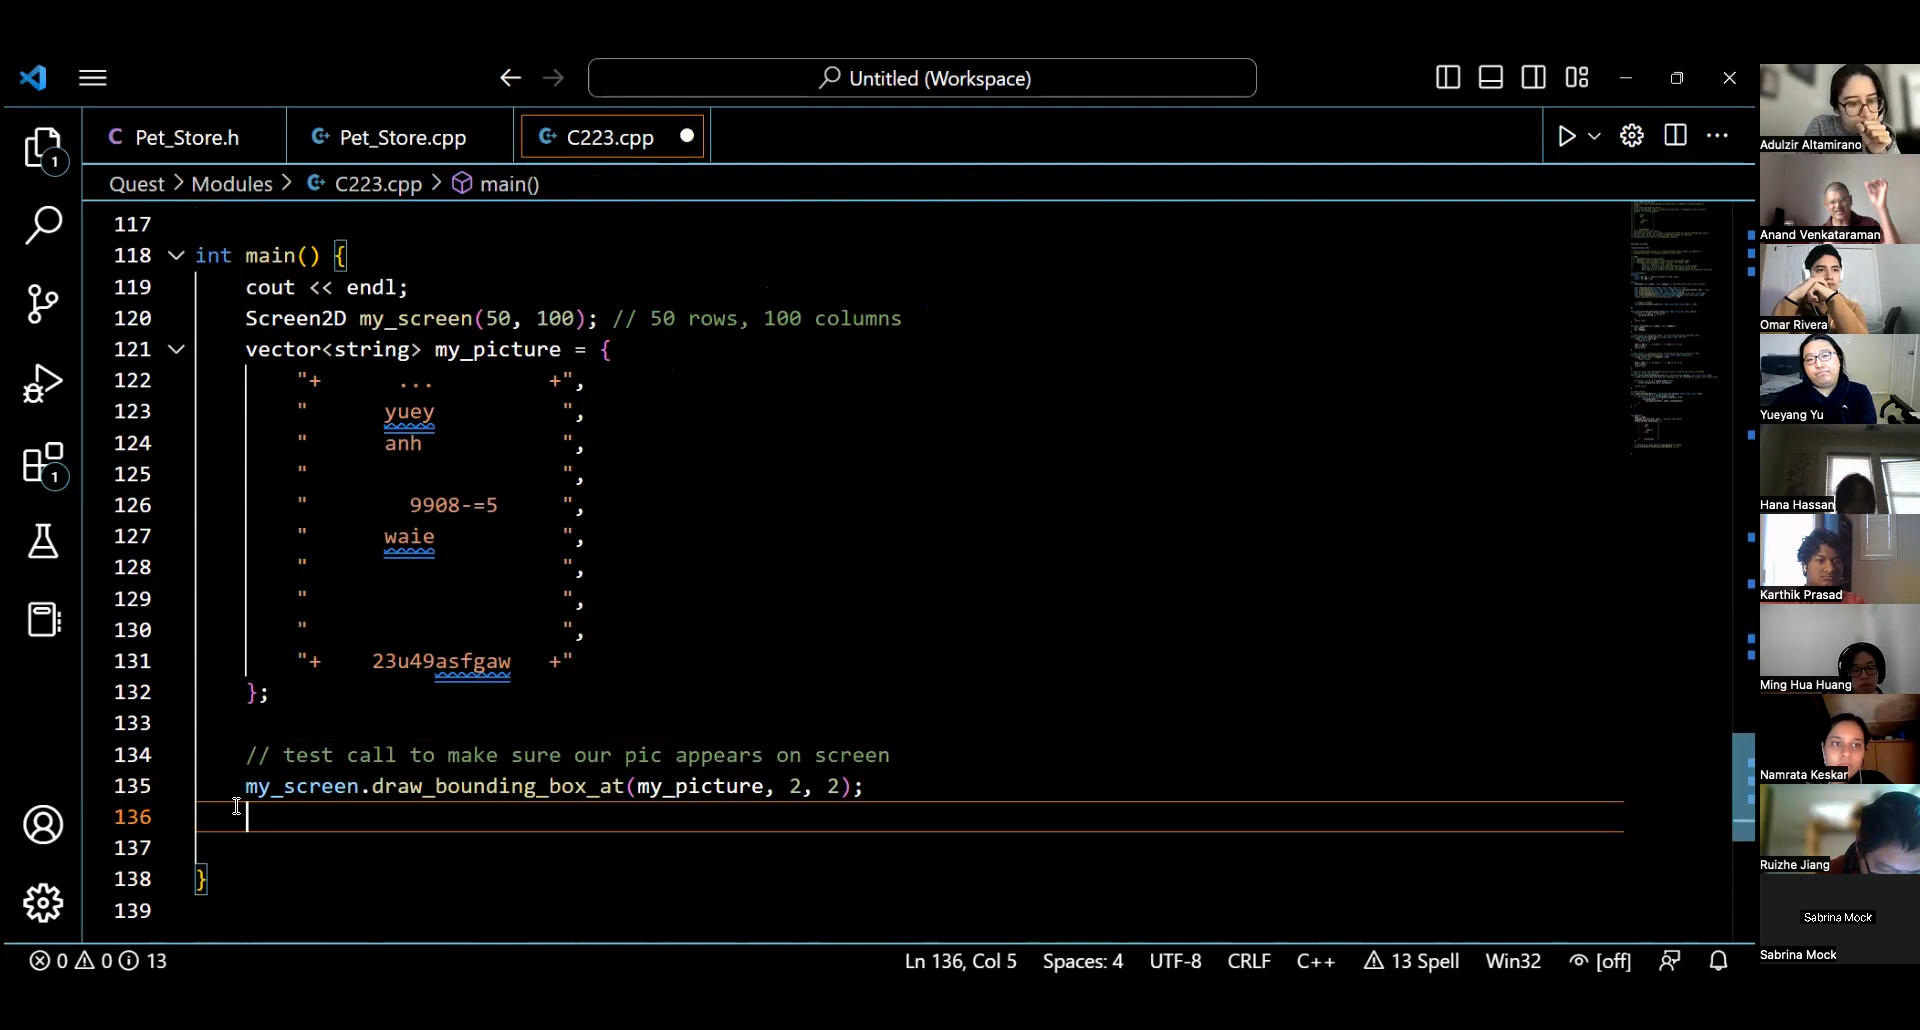 Untitled (Workspace)
Pet_Store.h
Pet_Store.cpp
C223.cpp
Quest > Modules > C223.cpp > main()
117
118 int main() {
119     cout << endl;
120     Screen2D my_screen(50, 100); // 50 rows, 100 columns
121     vector<string> my_picture = {
122         "+      ...         +",
123         "      yuey          ",
124         "      anh           ",
125         "                    ",
126         "        9908-=5     ",
127         "      waie          ",
128         "                    ",
129         "                    ",
130         "                    ",
131         "+    23u49asfgaw   +"
132     };
133
134     // test call to make sure our pic appears on screen
135     my_screen.draw_bounding_box_at(my_picture, 2, 2);
136
137
138 }
139
1
1
0 0 13
Ln 136, Col 5
Spaces: 4
UTF-8
CRLF
C++
13 Spell
Win32
[off]
Adulzir Altamirano
Anand Venkataraman
Omar Rivera
Yueyang Yu
Hana Hassan
Karthik Prasad
Ming Hua Huang
Namrata Keskar
Ruizhe Jiang
Sabrina Mock
Sabrina Mock